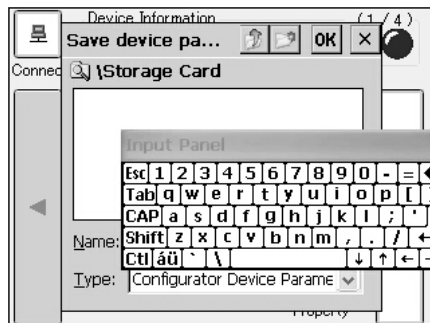 Device Information (1/4)
Save device pa... OK ×
Connec
\Storage Card
Input Panel
Esc 1 2 3 4 5 6 7 8 9 0 - =
Tab q w e r t y u i o p [ ]
CAP a s d f g h j k l ; '
Name: Shift z x c v b n m , . /
Ctl áü ` \ ↓ ↑ ←
Type: Configurator Device Parame
Property